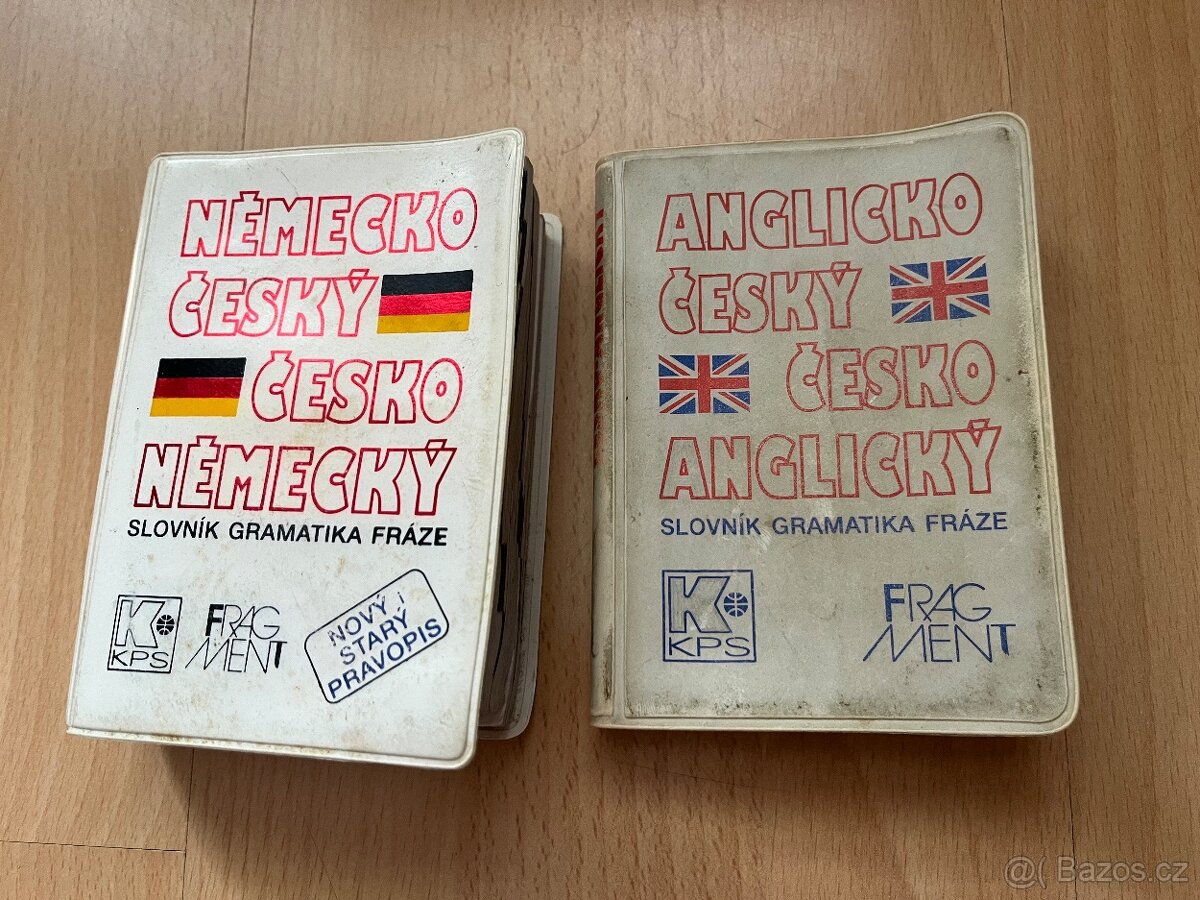 NĚMECKO
ČESKÝ
ČESKO
NĚMECKÝ
SLOVNÍK GRAMATIKA FRÁZE
K
KPS
FRAG
MENT
NOVÝ i
STARÝ
PRAVOPIS
ANGLICKO
ČESKÝ
ČESKO
ANGLICKÝ
SLOVNÍK GRAMATIKA FRÁZE
K
KPS
FRAG
MENT
@( Bazos.cz